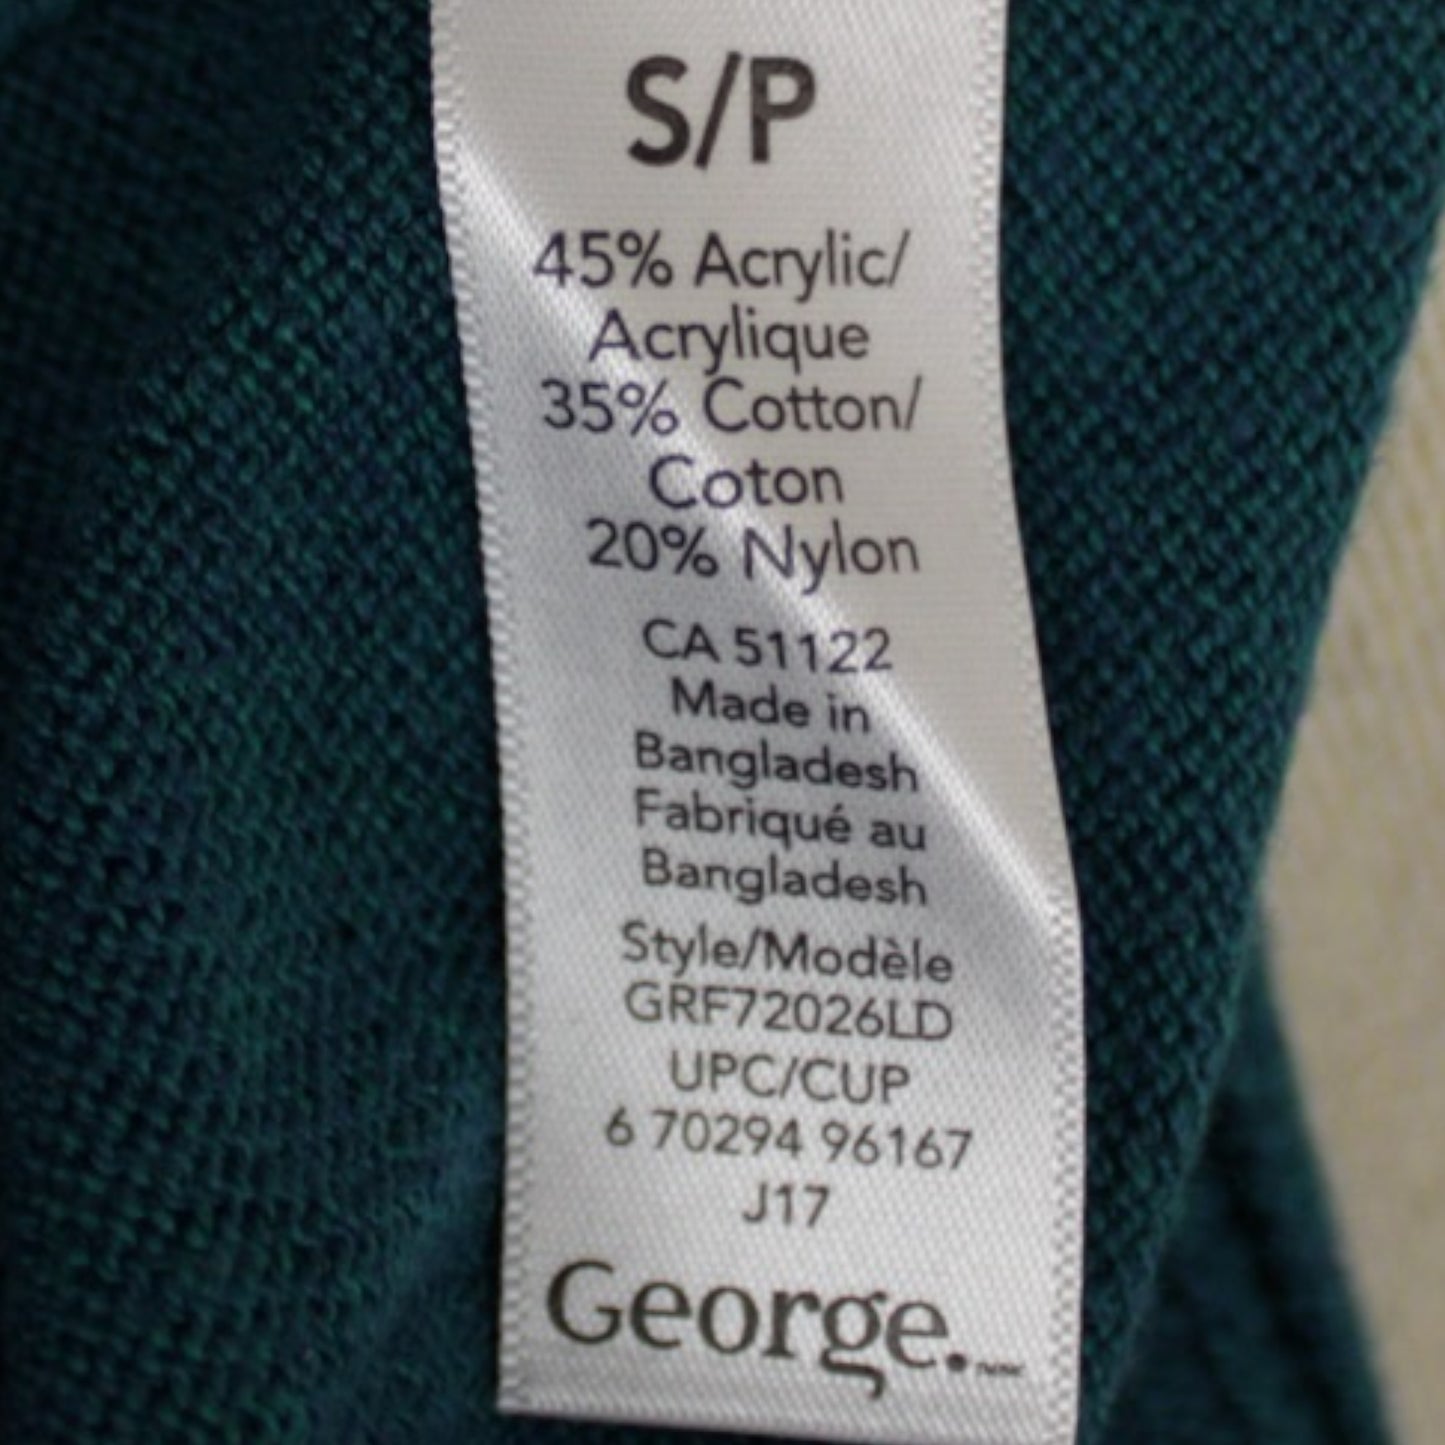 S/P
45% Acrylic/
Acrylique
35% Cotton/
Coton
20% Nylon
CA 51122
Made in
Bangladesh
Fabriqué au
Bangladesh
Style/Modèle
GRF72026LD
UPC/CUP
6 70294 96167
J17
George.